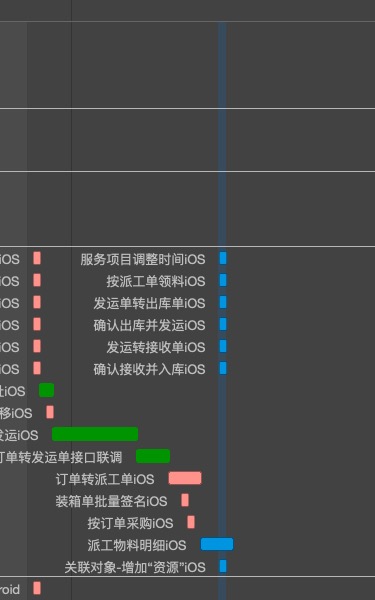 iOS 服务项目调整时间iOS
iOS 按派工单领料iOS
iOS 发运单转出库单iOS
iOS 确认出库并发运iOS
iOS 发运转接收单iOS
iOS 确认接收并入库iOS
iOS
移iOS
发运iOS
订单转发运单接口联调
订单转派工单iOS
装箱单批量签名iOS
按订单采购iOS
派工物料明细iOS
关联对象-增加“资源”iOS
roid